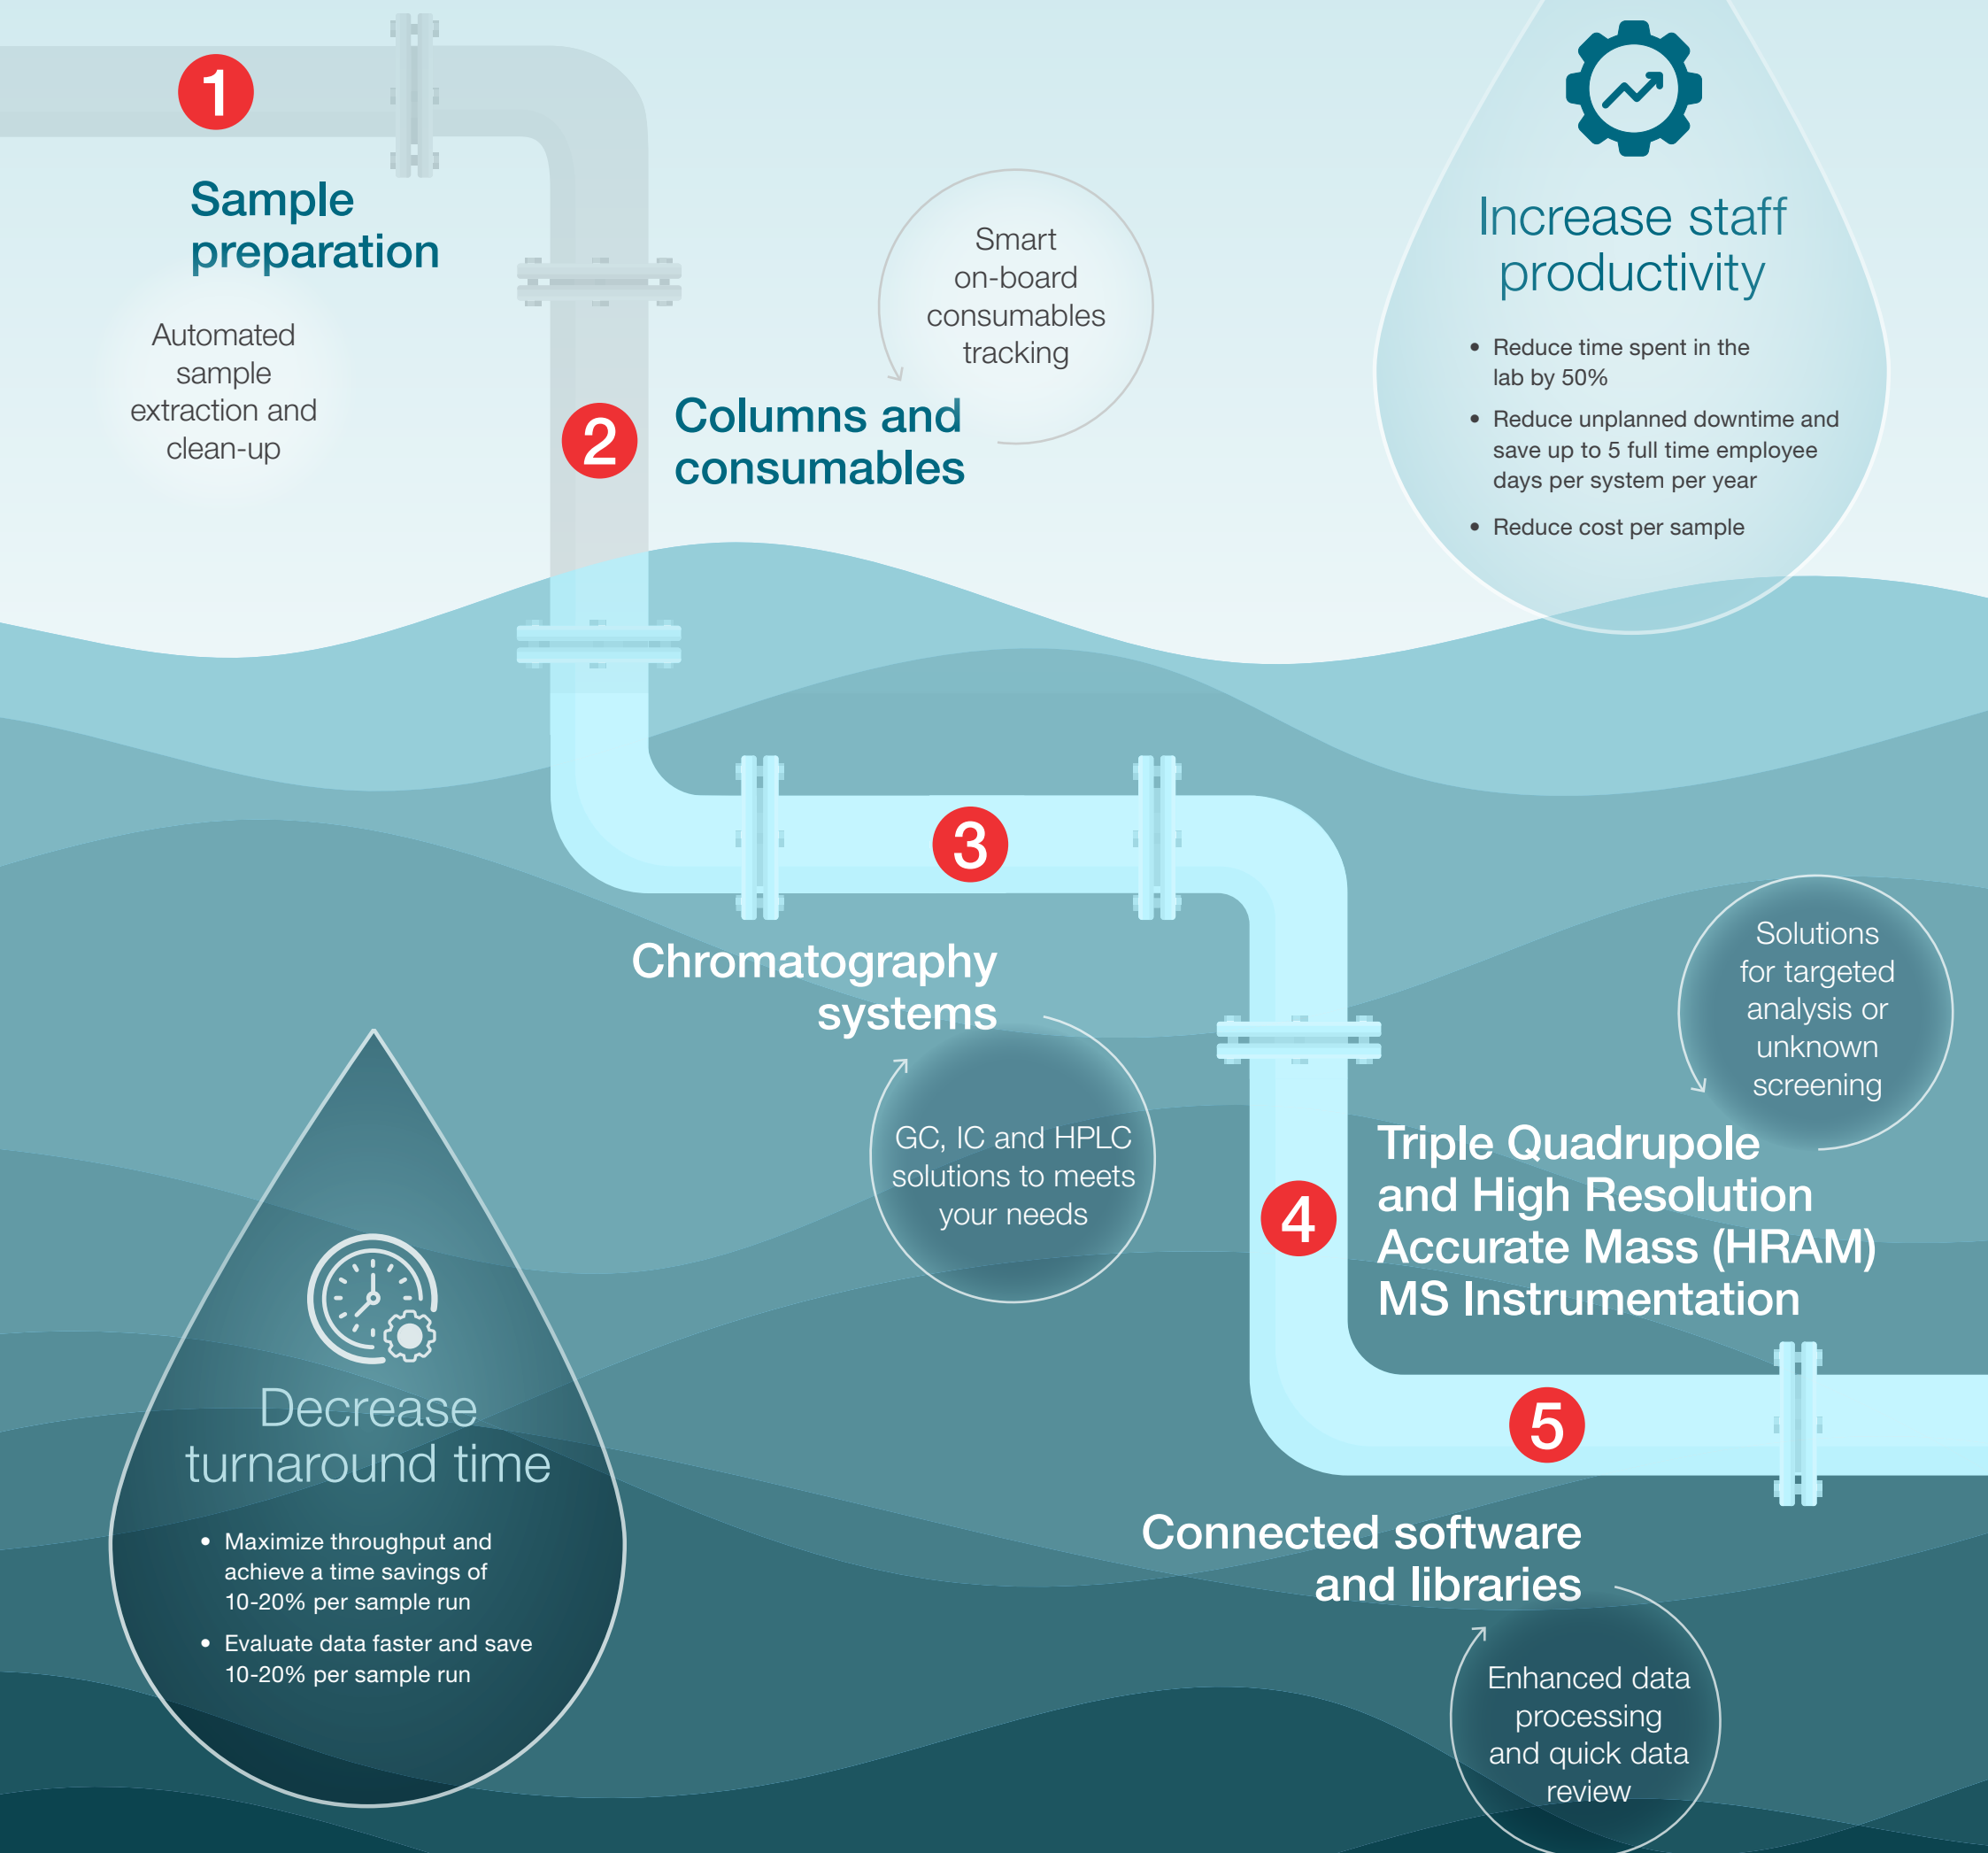 1
Sample
preparation
Automated
sample
extraction and
clean-up
2
Columns and
consumables
Smart
on-board
consumables
tracking
Increase staff
productivity
• Reduce time spent in the
lab by 50%
• Reduce unplanned downtime and
save up to 5 full time employee
days per system per year
• Reduce cost per sample
3
Chromatography
systems
GC, IC and HPLC
solutions to meets
your needs
4
Triple Quadrupole
and High Resolution
Accurate Mass (HRAM)
MS Instrumentation
Solutions
for targeted
analysis or
unknown
screening
5
Connected software
and libraries
Enhanced data
processing
and quick data
review
Decrease
turnaround time
• Maximize throughput and
achieve a time savings of
10-20% per sample run
• Evaluate data faster and save
10-20% per sample run